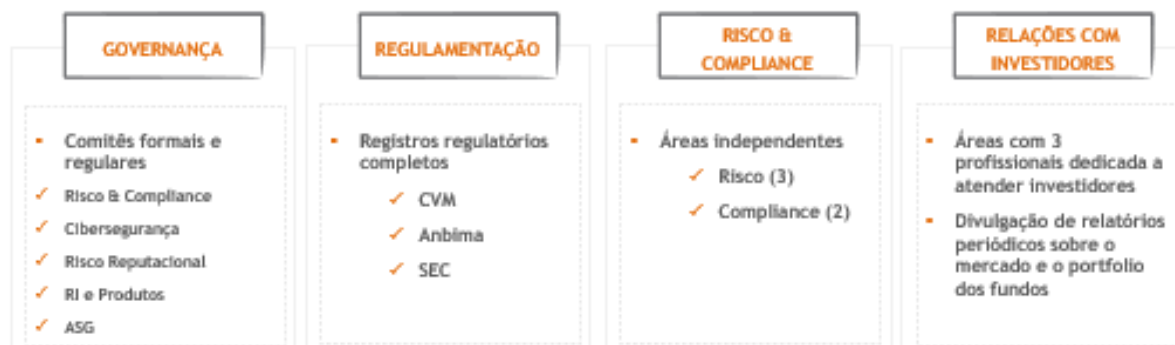 GOVERNANÇA
Comitês formais e
regulares
Risco & Compliance
Cibersegurança
Risco Reputacional
RI e Produtos
ASG
REGULAMENTAÇÃO
Registros regulatórios
completos
CVM
Anbima
SEC
RISCO &
COMPLIANCE
Áreas independentes
Risco (3)
Compliance (2)
RELAÇÕES COM
INVESTIDORES
Áreas com 3
profissionais dedicada a
atender investidores
Divulgação de relatórios
periódicos sobre o
mercado e o portfolio
dos fundos